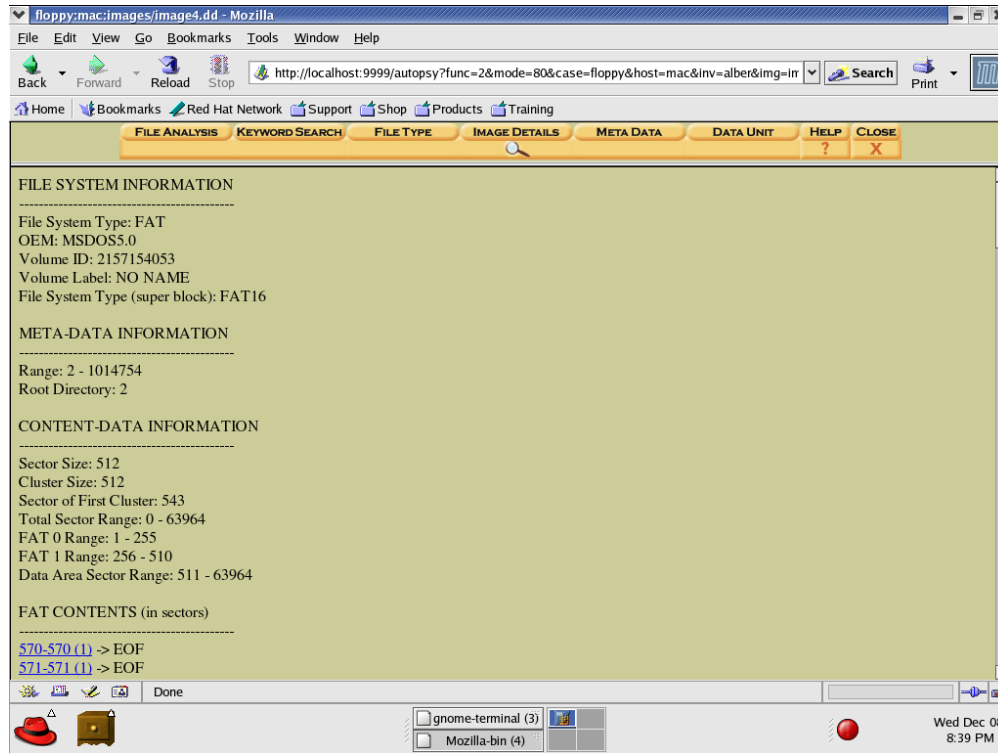 floppy:mac:images/image4.dd - Mozilla
File Edit View Go Bookmarks Tools Window Help
Back Forward Reload Stop http://localhost:9999/autopsy?func=2&mode=80&case=floppy&host=mac&inv=alber&img=im Search Print
Home Bookmarks Red Hat Network Support Shop Products Training
FILE ANALYSIS KEYWORD SEARCH FILE TYPE IMAGE DETAILS META DATA DATA UNIT HELP CLOSE
? X
FILE SYSTEM INFORMATION
--------------------------------------------
File System Type: FAT
OEM: MSDOS5.0
Volume ID: 2157154053
Volume Label: NO NAME
File System Type (super block): FAT16
META-DATA INFORMATION
--------------------------------------------
Range: 2 - 1014754
Root Directory: 2
CONTENT-DATA INFORMATION
--------------------------------------------
Sector Size: 512
Cluster Size: 512
Sector of First Cluster: 543
Total Sector Range: 0 - 63964
FAT 0 Range: 1 - 255
FAT 1 Range: 256 - 510
Data Area Sector Range: 511 - 63964
FAT CONTENTS (in sectors)
--------------------------------------------
570-570 (1) -> EOF
571-571 (1) -> EOF
Done
gnome-terminal (3)
Mozilla-bin (4)
Wed Dec 08
8:39 PM